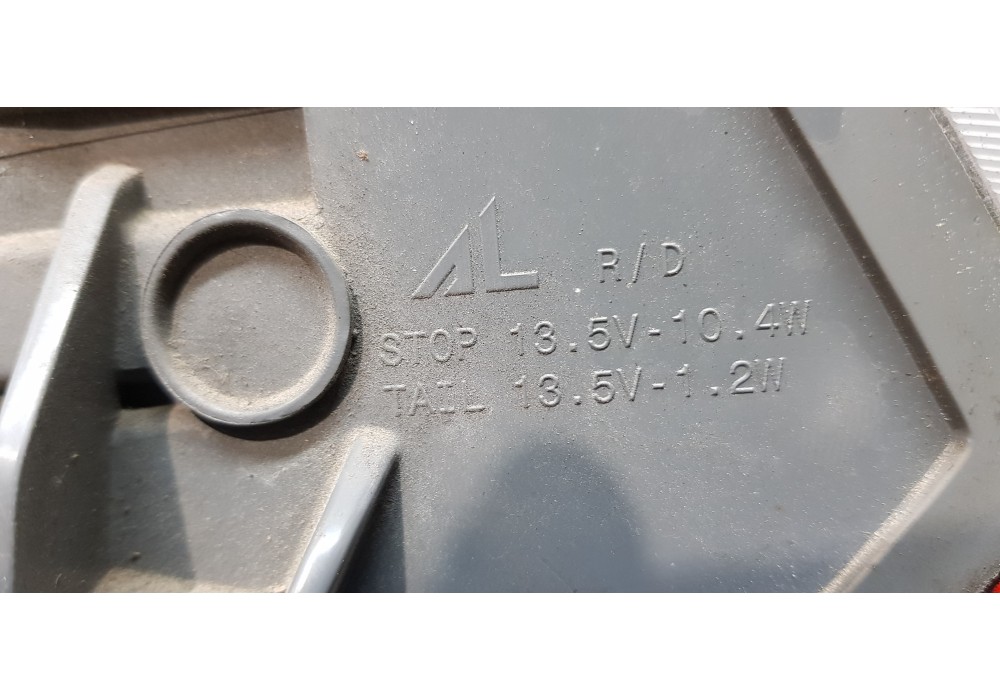 AL R/D
STOP 13.5V-10.4W
TAIL 13.5V-1.2W